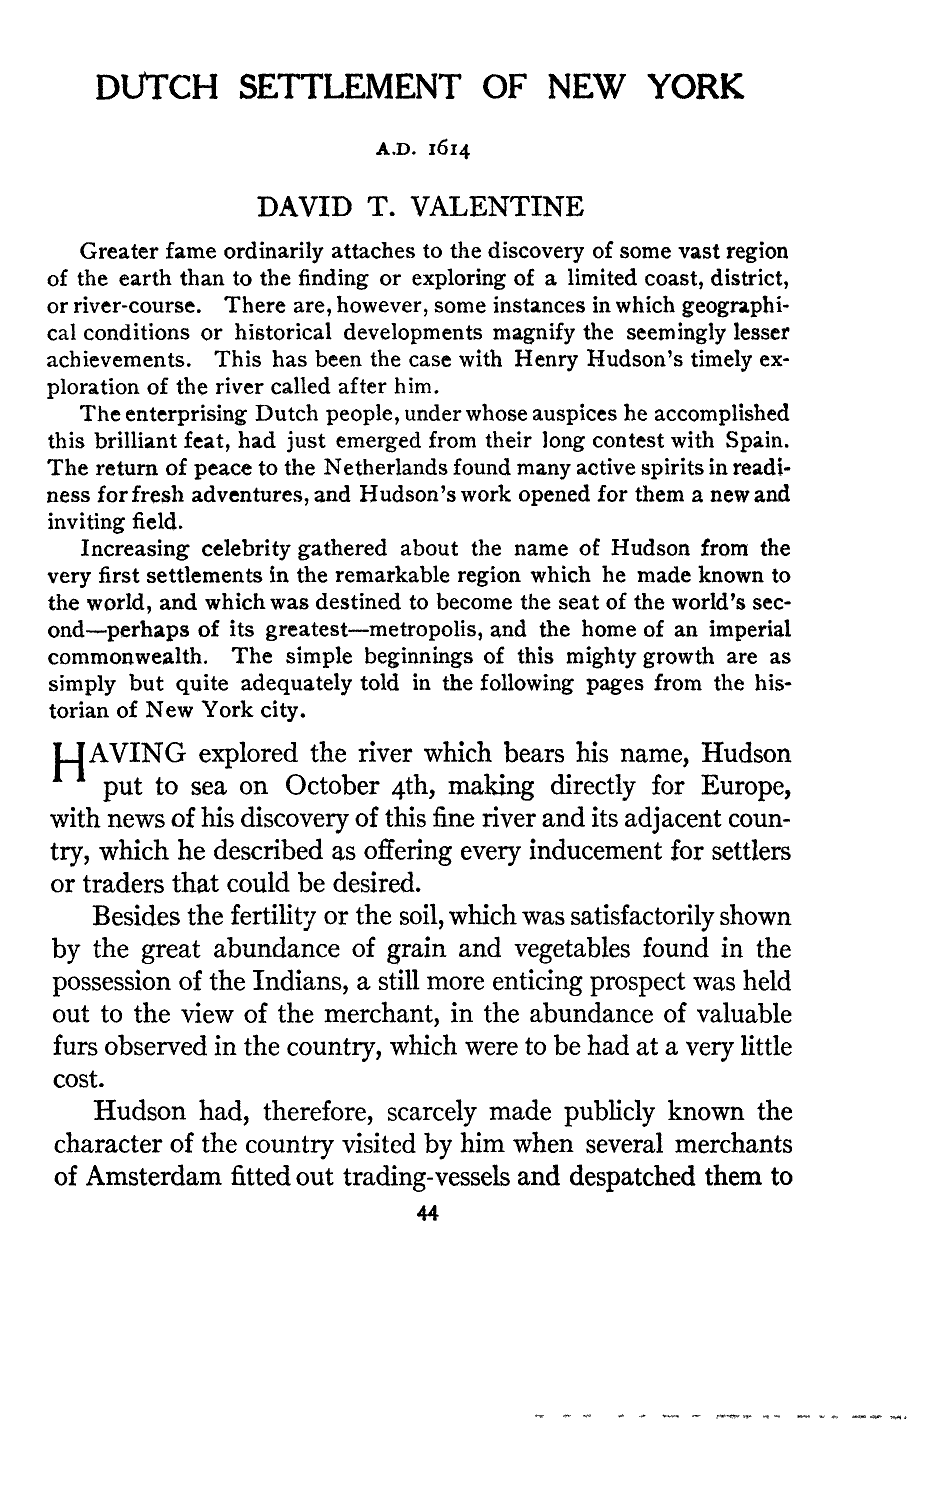 DUTCH SETTLEMENT OF NEW YORK
A.D. 1614
DAVID T. VALENTINE
Greater fame ordinarily attaches to the discovery of some vast region
of the earth than to the finding or exploring of a limited coast, district,
or river-course. There are, however, some instances in which geographi-
cal conditions or historical developments magnify the seemingly lesser
achievements. This has been the case with Henry Hudson's timely ex-
ploration of the river called after him.
The enterprising Dutch people, under whose auspices he accomplished
this brilliant feat, had just emerged from their long contest with Spain.
The return of peace to the Netherlands found many active spirits in readi-
ness for fresh adventures, and Hudson's work opened for them a new and
inviting field.
Increasing celebrity gathered about the name of Hudson from the
very first settlements in the remarkable region which he made known to
the world, and which was destined to become the seat of the world's sec-
ond—perhaps of its greatest—metropolis, and the home of an imperial
commonwealth. The simple beginnings of this mighty growth are as
simply but quite adequately told in the following pages from the his-
torian of New York city.
HAVING explored the river which bears his name, Hudson
put to sea on October 4th, making directly for Europe,
with news of his discovery of this fine river and its adjacent coun-
try, which he described as offering every inducement for settlers
or traders that could be desired.
Besides the fertility or the soil, which was satisfactorily shown
by the great abundance of grain and vegetables found in the
possession of the Indians, a still more enticing prospect was held
out to the view of the merchant, in the abundance of valuable
furs observed in the country, which were to be had at a very little
cost.
Hudson had, therefore, scarcely made publicly known the
character of the country visited by him when several merchants
of Amsterdam fitted out trading-vessels and despatched them to
44